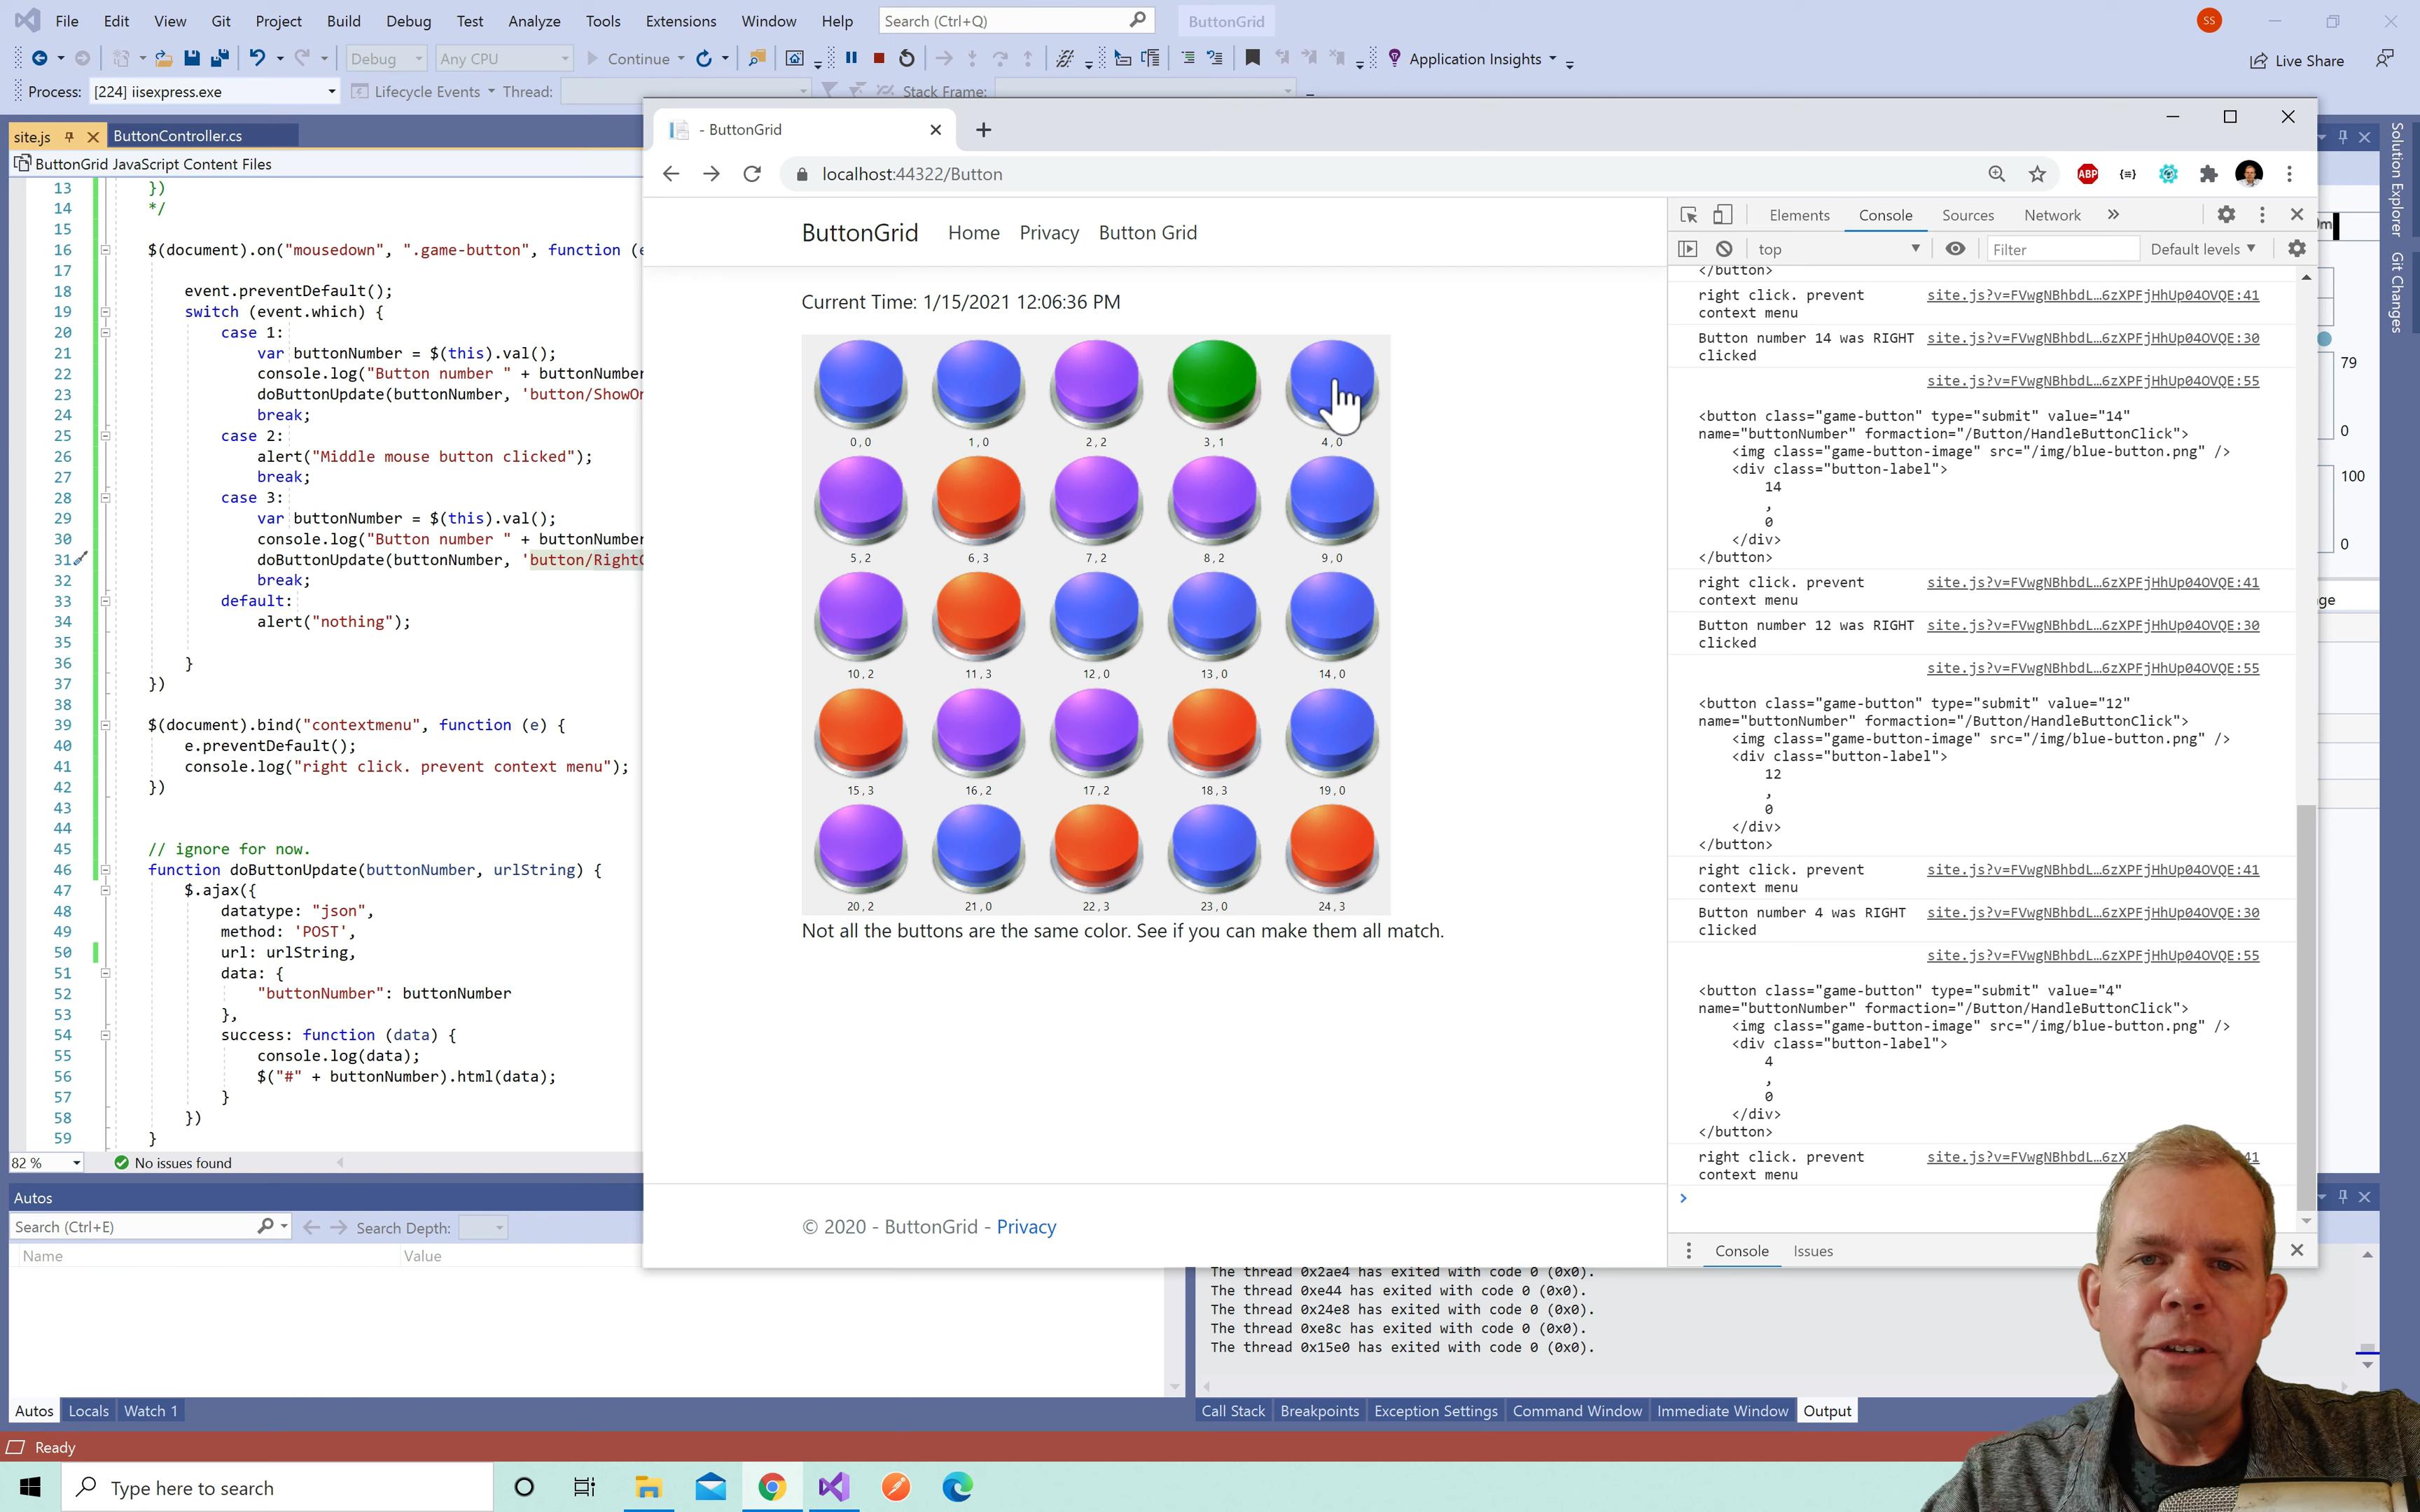 File Edit View Git Project Build Debug Test Analyze Tools Extensions Window Help Search (Ctrl+Q) ButtonGrid SS
Debug Any CPU Continue Application Insights Live Share
Process: [224] iisexpress.exe Lifecycle Events Thread: Stack Frame:
site.js ButtonController.cs
ButtonGrid JavaScript Content Files
13 })
14 */
15
16 $(document).on("mousedown", ".game-button", function (e
17
18 event.preventDefault();
19 switch (event.which) {
20 case 1:
21 var buttonNumber = $(this).val();
22 console.log("Button number " + buttonNumber
23 doButtonUpdate(buttonNumber, 'button/ShowOn
24 break;
25 case 2:
26 alert("Middle mouse button clicked");
27 break;
28 case 3:
29 var buttonNumber = $(this).val();
30 console.log("Button number " + buttonNumber
31 doButtonUpdate(buttonNumber, 'button/RightC
32 break;
33 default:
34 alert("nothing");
35
36 }
37 })
38
39 $(document).bind("contextmenu", function (e) {
40 e.preventDefault();
41 console.log("right click. prevent context menu");
42 })
43
44
45 // ignore for now.
46 function doButtonUpdate(buttonNumber, urlString) {
47 $.ajax({
48 datatype: "json",
49 method: 'POST',
50 url: urlString,
51 data: {
52 "buttonNumber": buttonNumber
53 },
54 success: function (data) {
55 console.log(data);
56 $("#" + buttonNumber).html(data);
57 }
58 })
59 }
82 % No issues found
Autos
Search (Ctrl+E) Search Depth:
Name Value
Autos Locals Watch 1
Ready
Type here to search
- ButtonGrid
localhost:44322/Button
ABP
ButtonGrid Home Privacy Button Grid
Current Time: 1/15/2021 12:06:36 PM
0,0 1,0 2,2 3,1 4,0
5,2 6,3 7,2 8,2 9,0
10,2 11,3 12,0 13,0 14,0
15,3 16,2 17,2 18,3 19,0
20,2 21,0 22,3 23,0 24,3
Not all the buttons are the same color. See if you can make them all match.
© 2020 - ButtonGrid - Privacy
Elements Console Sources Network
top Filter Default levels
</button>
right click. prevent site.js?v=FVwgNBhbdL…6zXPFjHhUp04OVQE:41
context menu
Button number 14 was RIGHT site.js?v=FVwgNBhbdL…6zXPFjHhUp04OVQE:30
clicked
site.js?v=FVwgNBhbdL…6zXPFjHhUp04OVQE:55
<button class="game-button" type="submit" value="14"
name="buttonNumber" formaction="/Button/HandleButtonClick">
<img class="game-button-image" src="/img/blue-button.png" />
<div class="button-label">
14
,
0
</div>
</button>
right click. prevent site.js?v=FVwgNBhbdL…6zXPFjHhUp04OVQE:41
context menu
Button number 12 was RIGHT site.js?v=FVwgNBhbdL…6zXPFjHhUp04OVQE:30
clicked
site.js?v=FVwgNBhbdL…6zXPFjHhUp04OVQE:55
<button class="game-button" type="submit" value="12"
name="buttonNumber" formaction="/Button/HandleButtonClick">
<img class="game-button-image" src="/img/blue-button.png" />
<div class="button-label">
12
,
0
</div>
</button>
right click. prevent site.js?v=FVwgNBhbdL…6zXPFjHhUp04OVQE:41
context menu
Button number 4 was RIGHT site.js?v=FVwgNBhbdL…6zXPFjHhUp04OVQE:30
clicked
site.js?v=FVwgNBhbdL…6zXPFjHhUp04OVQE:55
<button class="game-button" type="submit" value="4"
name="buttonNumber" formaction="/Button/HandleButtonClick">
<img class="game-button-image" src="/img/blue-button.png" />
<div class="button-label">
4
,
0
</div>
</button>
right click. prevent site.js?v=FVwgNBhbdL…6zX 41
context menu
Console Issues
The thread 0x2ae4 has exited with code 0 (0x0).
The thread 0xe44 has exited with code 0 (0x0).
The thread 0x24e8 has exited with code 0 (0x0).
The thread 0xe8c has exited with code 0 (0x0).
The thread 0x15e0 has exited with code 0 (0x0).
Call Stack Breakpoints Exception Settings Command Window Immediate Window Output
Solution Explorer
Git Changes
79
0
100
0
ge